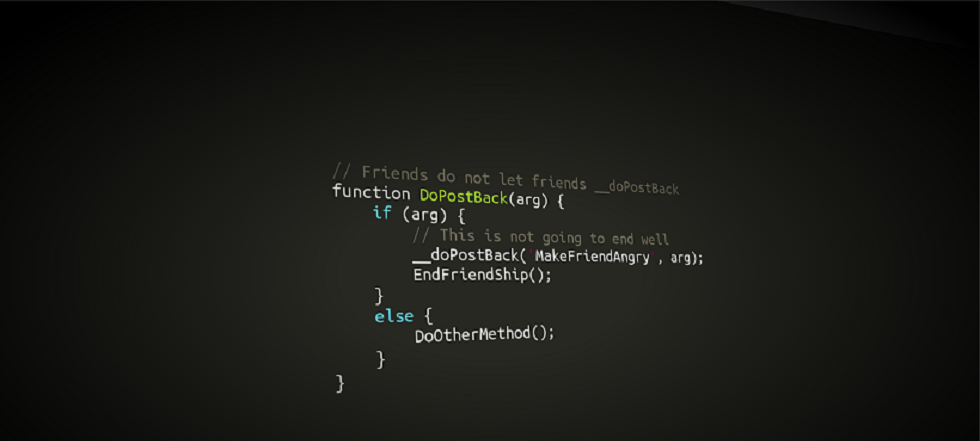 // Friends do not let friends __doPostBack
function DoPostBack(arg) {
if (arg) {
// This is not going to end well
__doPostBack('MakeFriendAngry', arg);
EndFriendShip();
}
else {
DoOtherMethod();
}
}